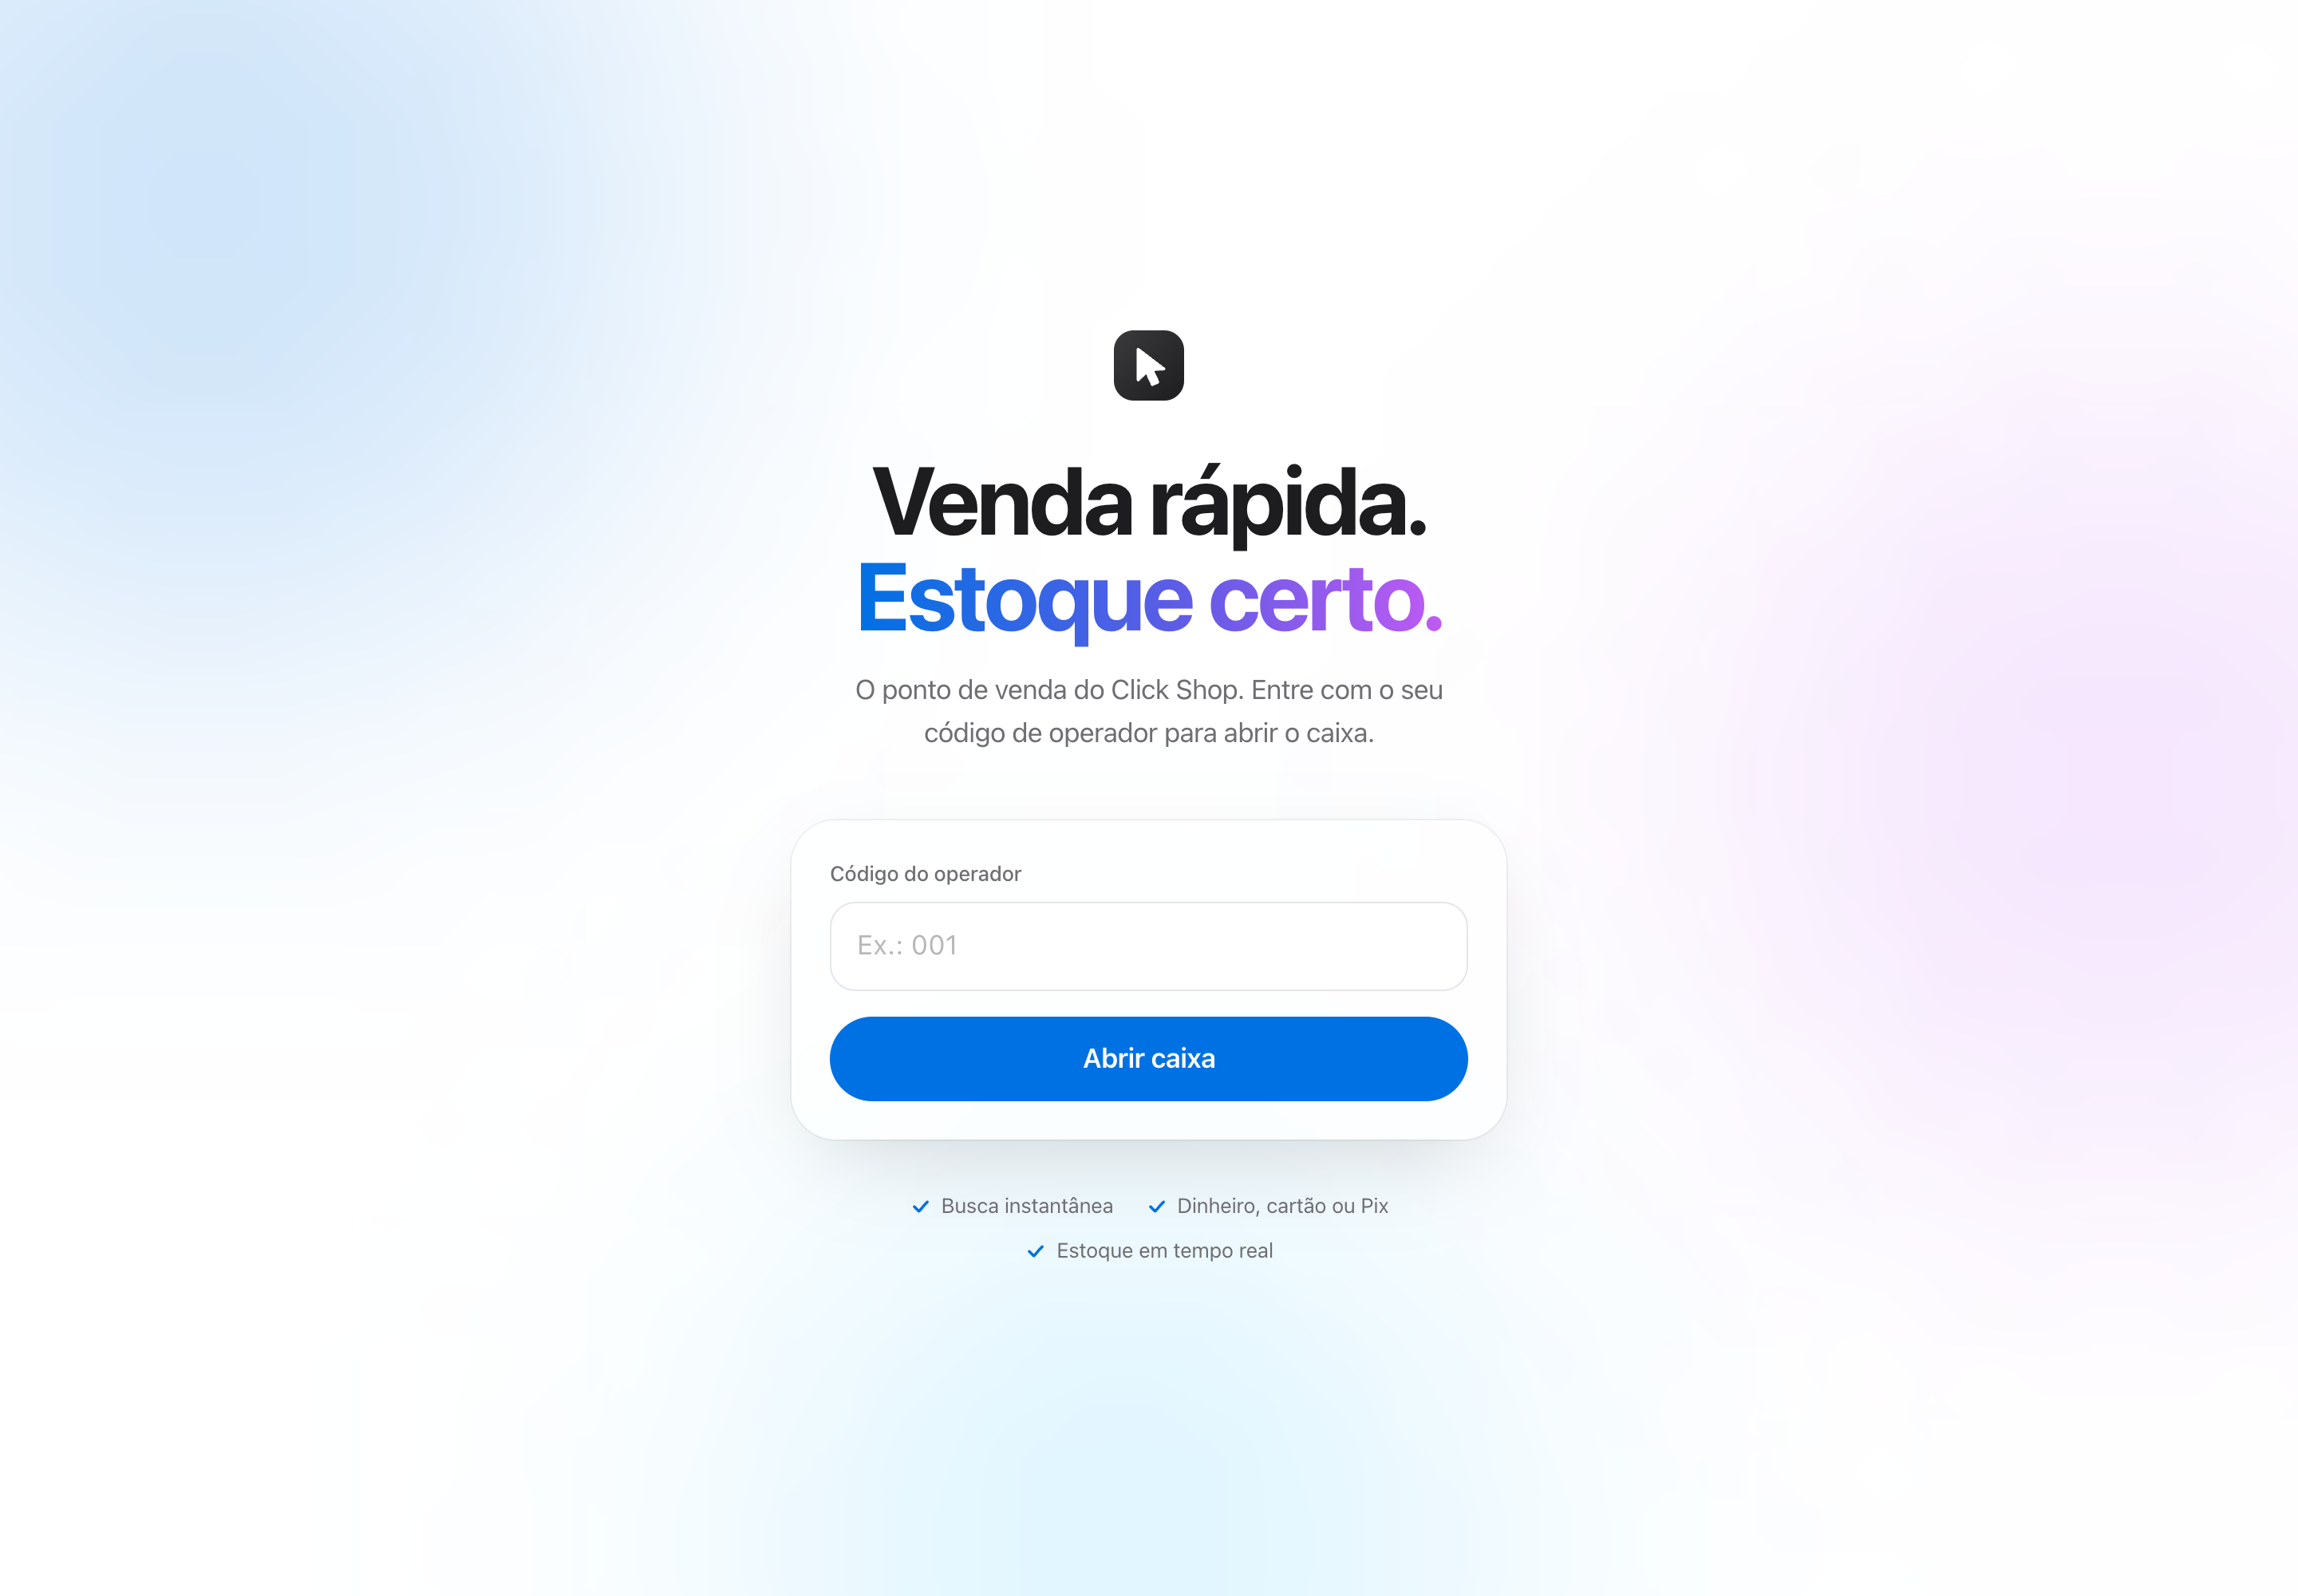 Venda rápida.
Estoque certo.
O ponto de venda do Click Shop. Entre com o seu
código de operador para abrir o caixa.
Código do operador
Ex.: 001
Abrir caixa
Busca instantânea
Dinheiro, cartão ou Pix
Estoque em tempo real